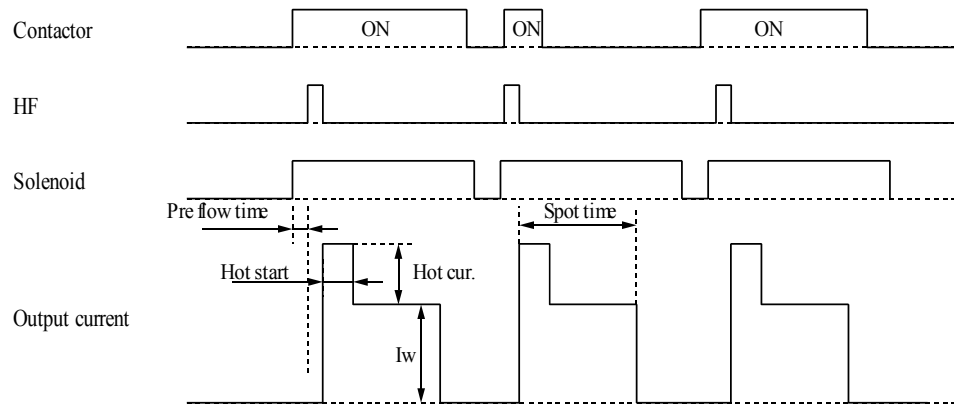 Contactor
ON
ON
ON
HF
Solenoid
Pre flow time
Spot time
Hot start
Hot cur.
Output current
Iw